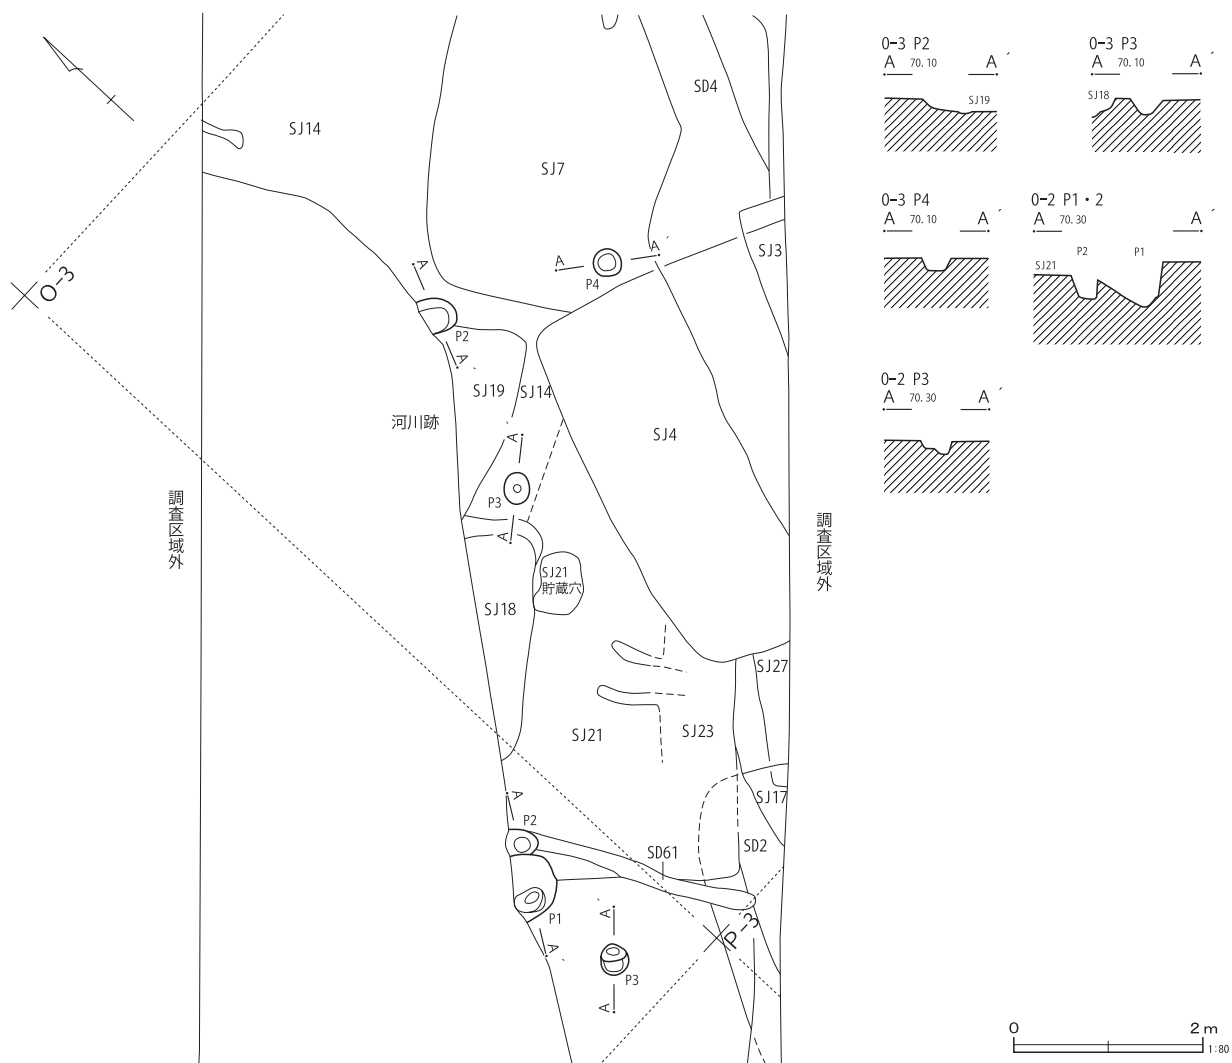 SJ14
SJ7
SD4
SJ3
O-3
A
A´
P4
A
P2
A´
SJ19
SJ14
河川跡
SJ4
A´
P3
A
調査区域外
調査区域外
SJ21
貯蔵穴
SJ18
SJ27
SJ21
SJ23
SJ17
A
P2
SD61
SD2
P1
A´
A´
P3
A
P-3
0-3 P2
A 70.10 A´
SJ19
0-3 P3
A 70.10 A´
SJ18
0-3 P4
A 70.10 A´
0-2 P1・2
A 70.30 A´
P2 P1
SJ21
0-2 P3
A 70.30 A´
0 2 m
1:80